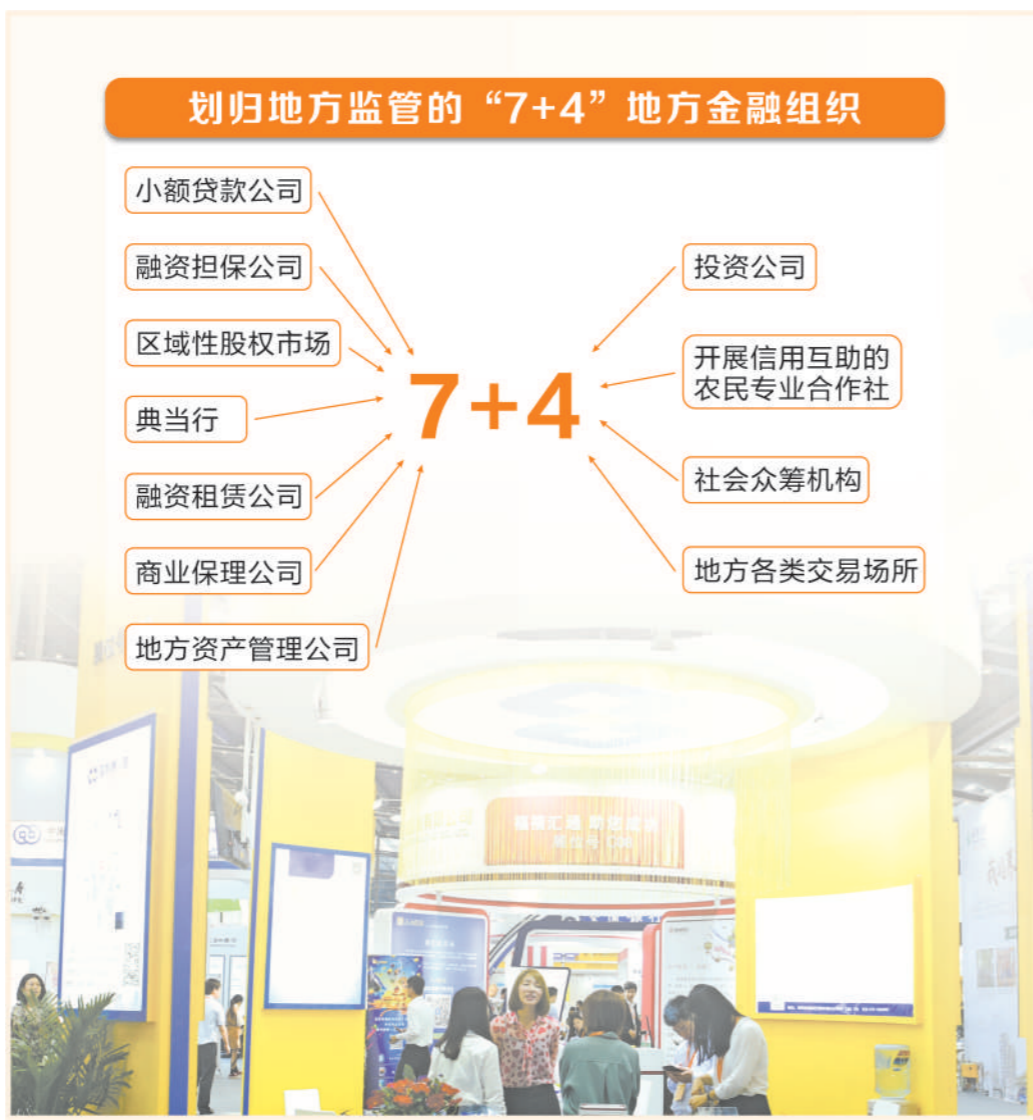 划归地方监管的“7+4”地方金融组织
小额贷款公司
融资担保公司
区域性股权市场
典当行
融资租赁公司
商业保理公司
地方资产管理公司
7+4
投资公司
开展信用互助的
农民专业合作社
社会众筹机构
地方各类交易场所